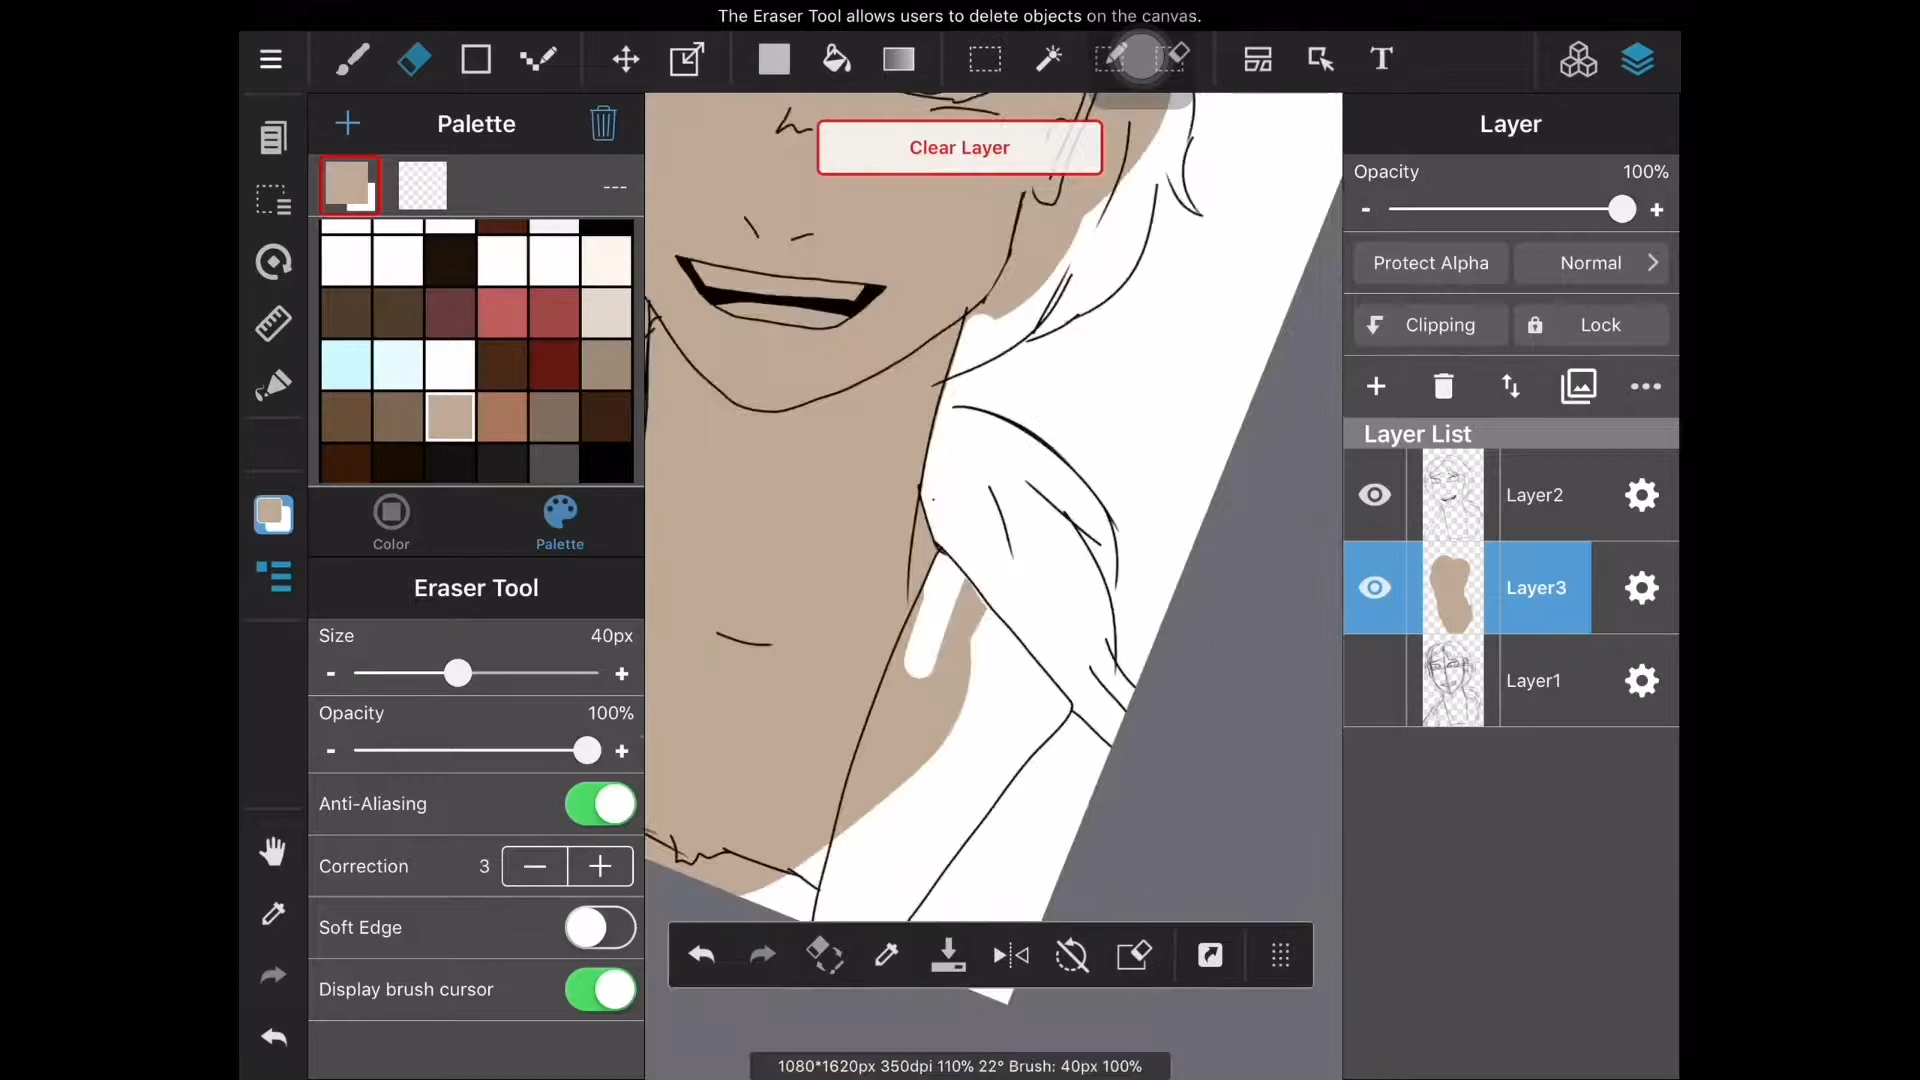 The Eraser Tool allows users to delete objects on the canvas.
T
Palette
Clear Layer
---
Color
Palette
Eraser Tool
Size 40px
- +
Opacity 100%
- +
Anti-Aliasing
Correction 3 — +
Soft Edge
Display brush cursor
Layer
Opacity 100%
- +
Protect Alpha Normal
Clipping Lock
Layer List
Layer2
Layer3
Layer1
1080*1620px 350dpi 110% 22° Brush: 40px 100%